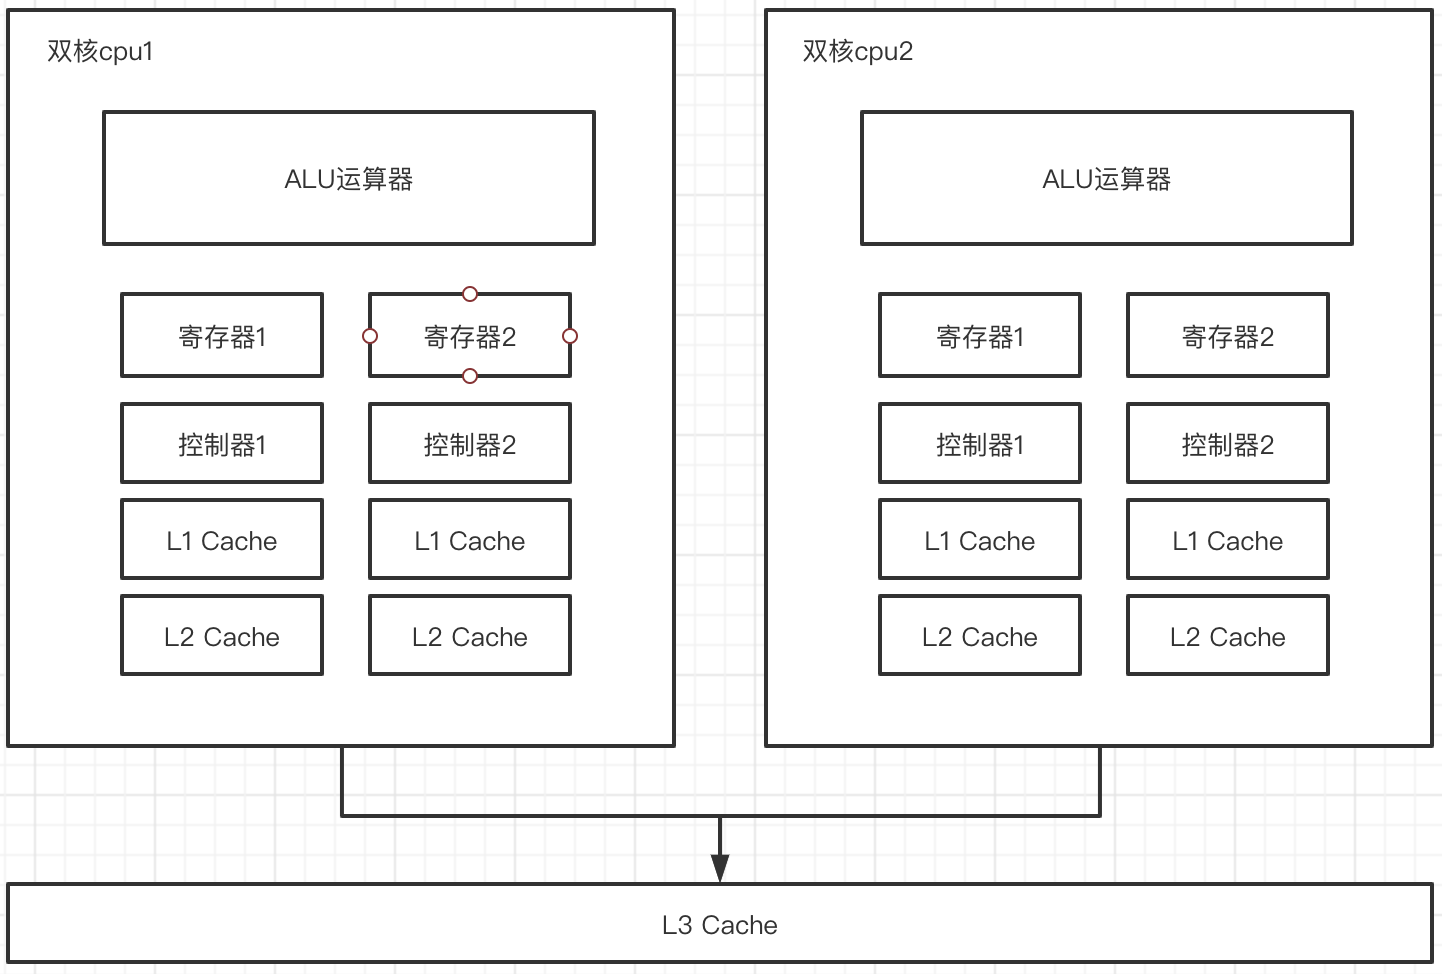 双核cpu1
ALU运算器
寄存器1
寄存器2
控制器1
控制器2
L1 Cache
L1 Cache
L2 Cache
L2 Cache
双核cpu2
ALU运算器
寄存器1
寄存器2
控制器1
控制器2
L1 Cache
L1 Cache
L2 Cache
L2 Cache
L3 Cache